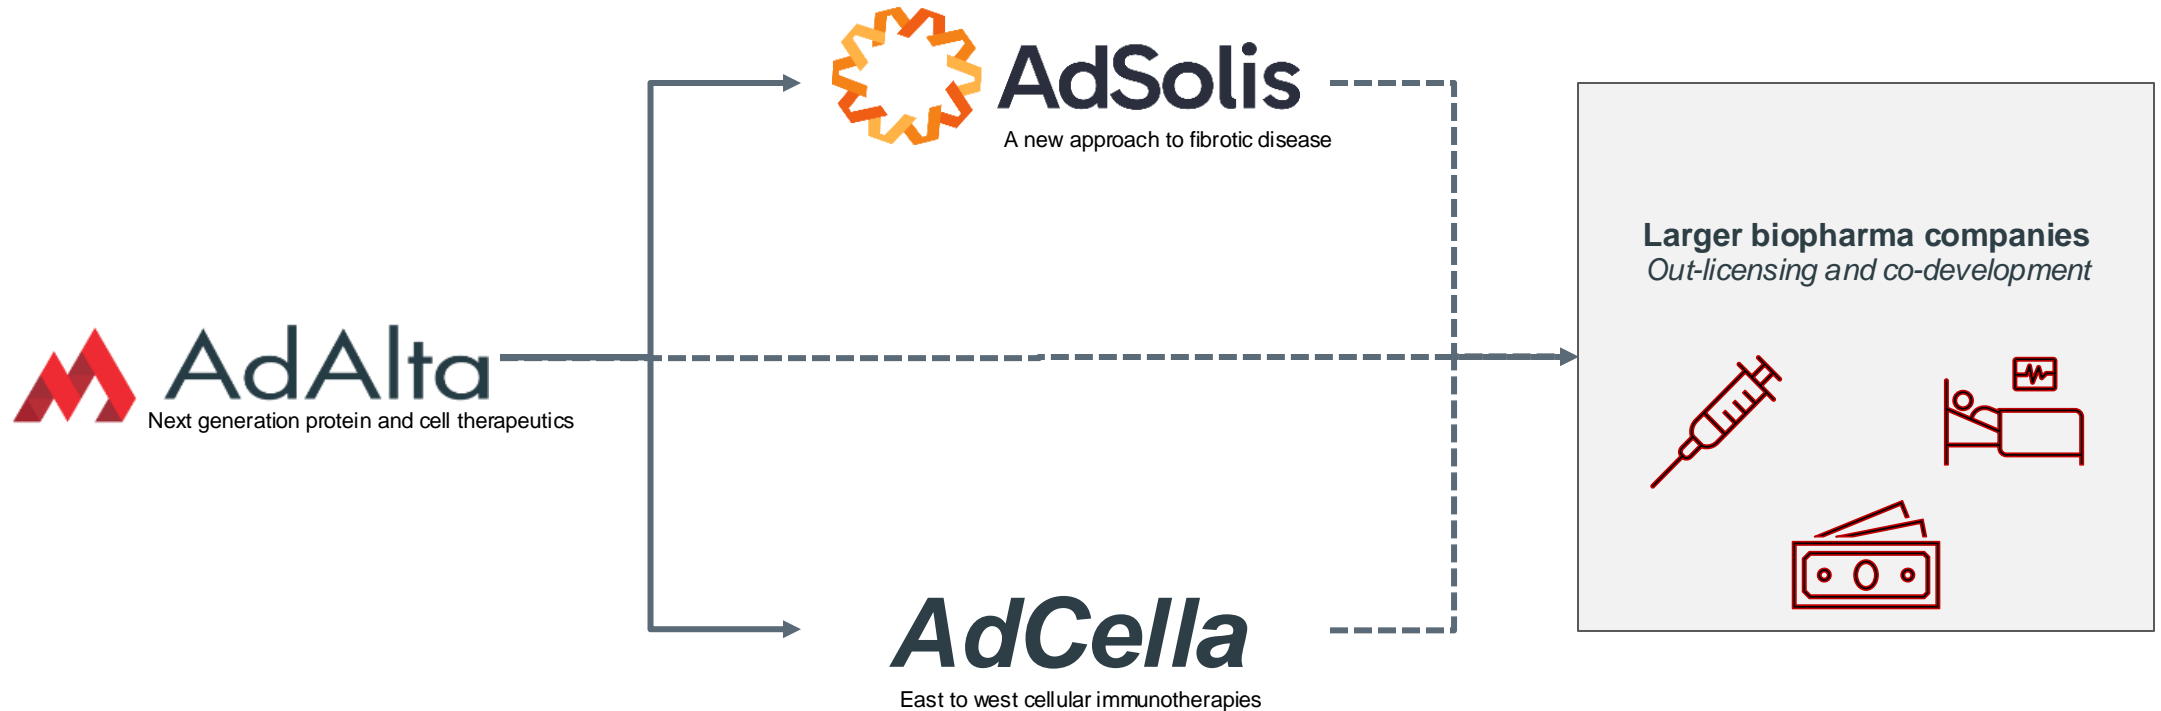 AdSolis
A new approach to fibrotic disease
Larger biopharma companies
Out-licensing and co-development
AdAlta
Next generation protein and cell therapeutics
AdCella
East to west cellular immunotherapies